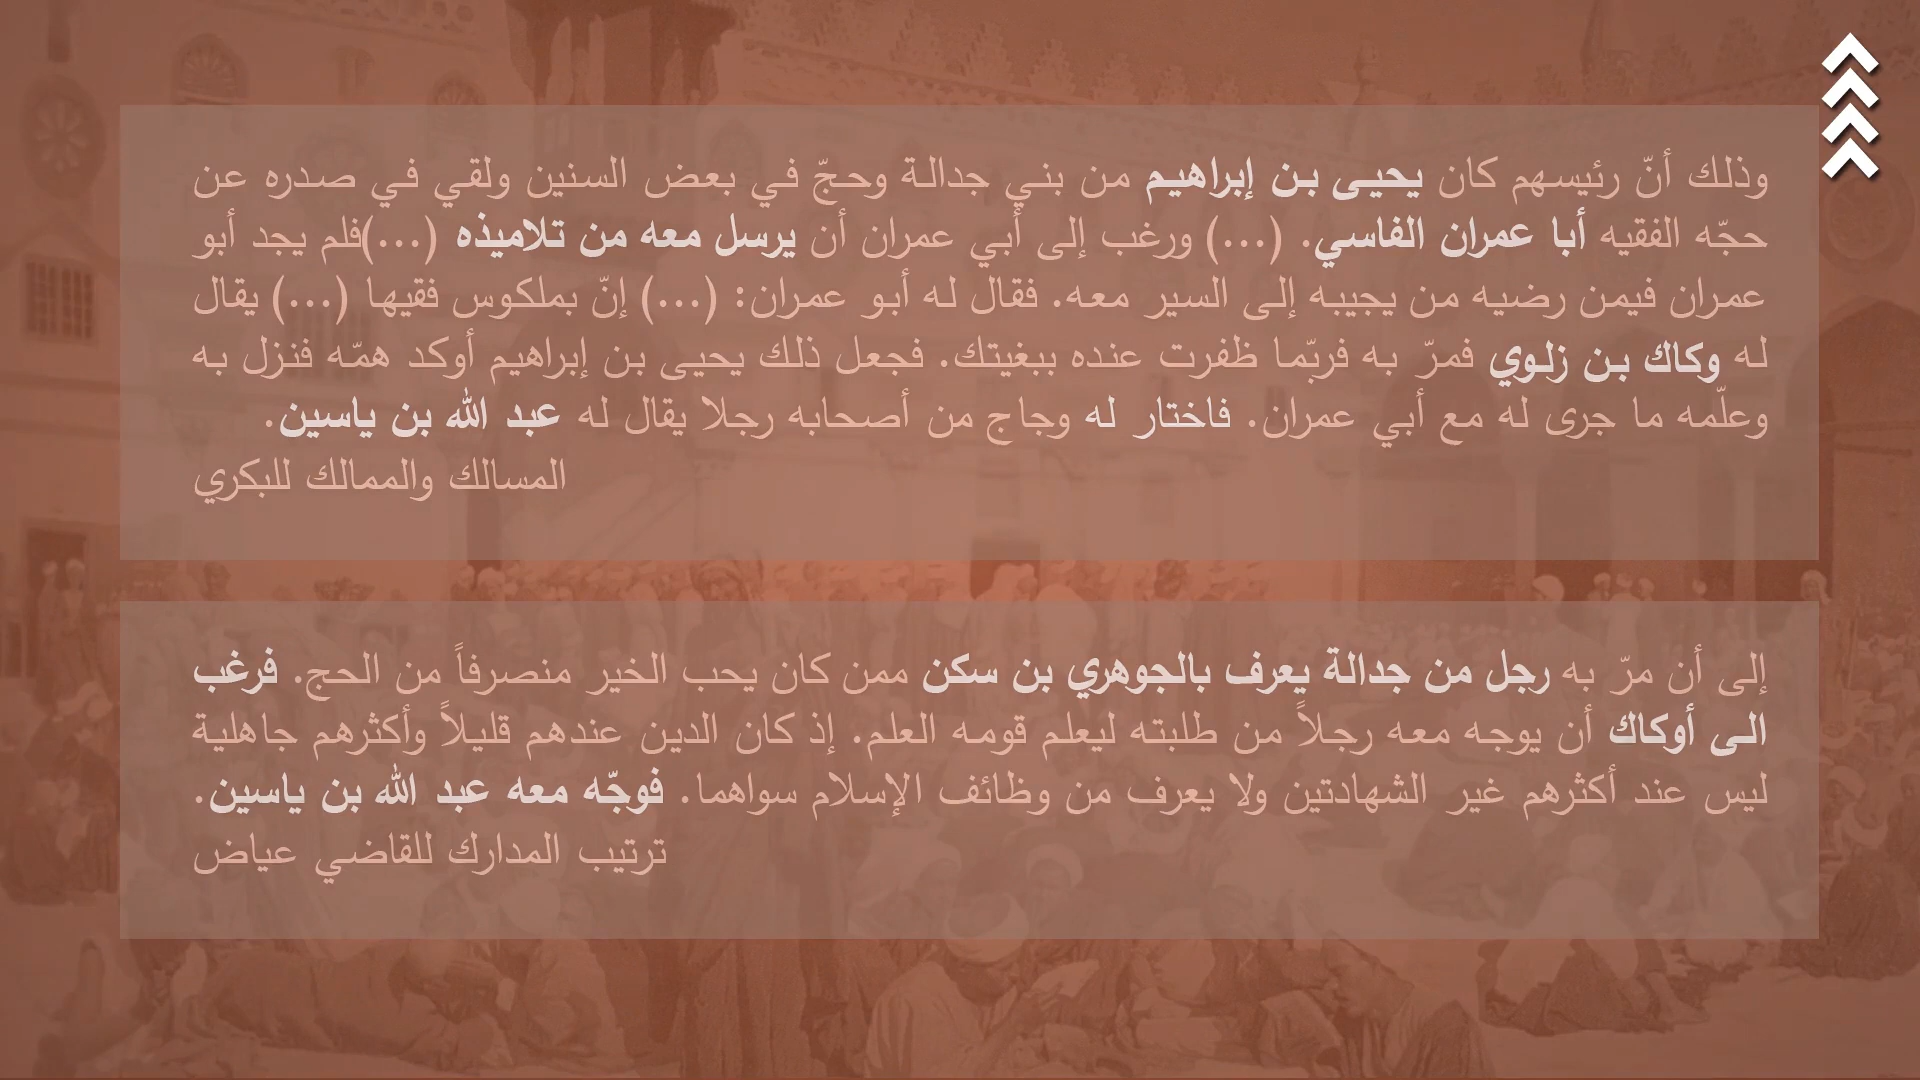 وذلك أنّ رئيسهم كان يحيى بن إبراهيم من بني جدالة وحجّ في بعض السنين ولقي في صدره عن
حجّه الفقيه أبا عمران الفاسي. (...) ورغب إلى أبي عمران أن يرسل معه من تلاميذه (...)فلم يجد أبو
عمران فيمن رضيه من يجيبه إلى السير معه. فقال له أبو عمران: (...) إنّ بملكوس فقيها (...) يقال
له وكاك بن زلوي فمرّ به فربّما ظفرت عنده ببغيتك. فجعل ذلك يحيى بن إبراهيم أوكد همّه فنزل به
وعلّمه ما جرى له مع أبي عمران. فاختار له وجاج من أصحابه رجلا يقال له عبد الله بن ياسين.
المسالك والممالك للبكري
إلى أن مرّ به رجل من جدالة يعرف بالجوهري بن سكن ممن كان يحب الخير منصرفاً من الحج. فرغب
الى أوكاك أن يوجه معه رجلاً من طلبته ليعلم قومه العلم. إذ كان الدين عندهم قليلاً وأكثرهم جاهلية
ليس عند أكثرهم غير الشهادتين ولا يعرف من وظائف الإسلام سواهما. فوجّه معه عبد الله بن ياسين.
ترتيب المدارك للقاضي عياض